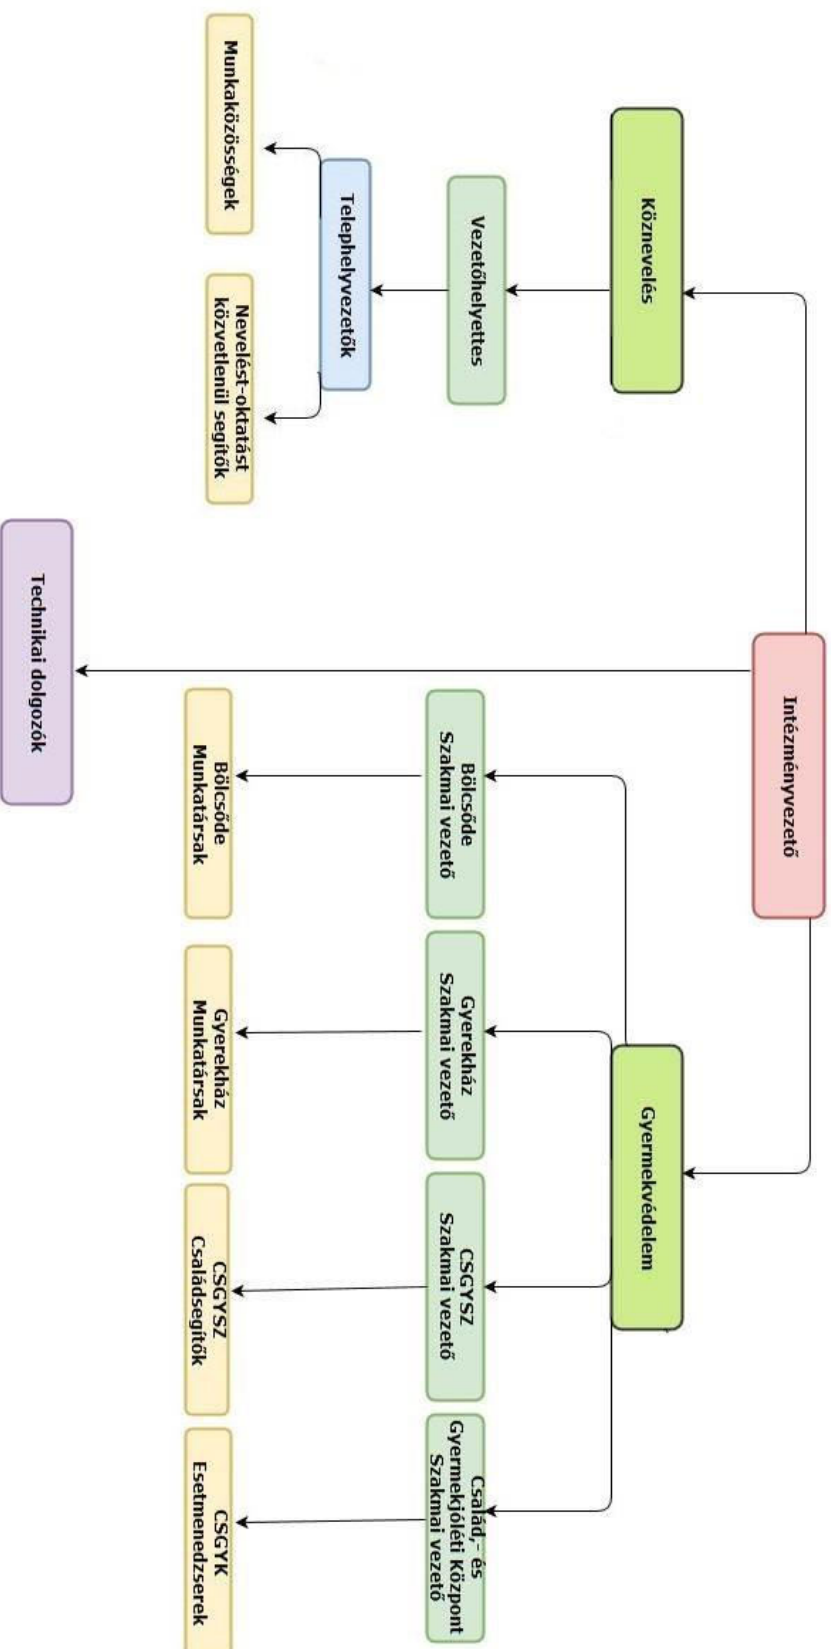 Intézményvezető
Köznevelés
Gyermekvédelem
Vezetőhelyettes
Bölcsőde
Szakmai vezető
Gyerekház
Szakmai vezető
CSGYSZ
Szakmai vezető
Család,- és
Gyermekjóléti Központ
Szakmai vezető
Telephelyvezetők
Munkaközösségek
Nevelést-oktatást
közvetlenül segítők
Bölcsőde
Munkatársak
Gyerekház
Munkatársak
CSGYSZ
Családsegítők
CSGYK
Esetmenedzserek
Technikai dolgozók